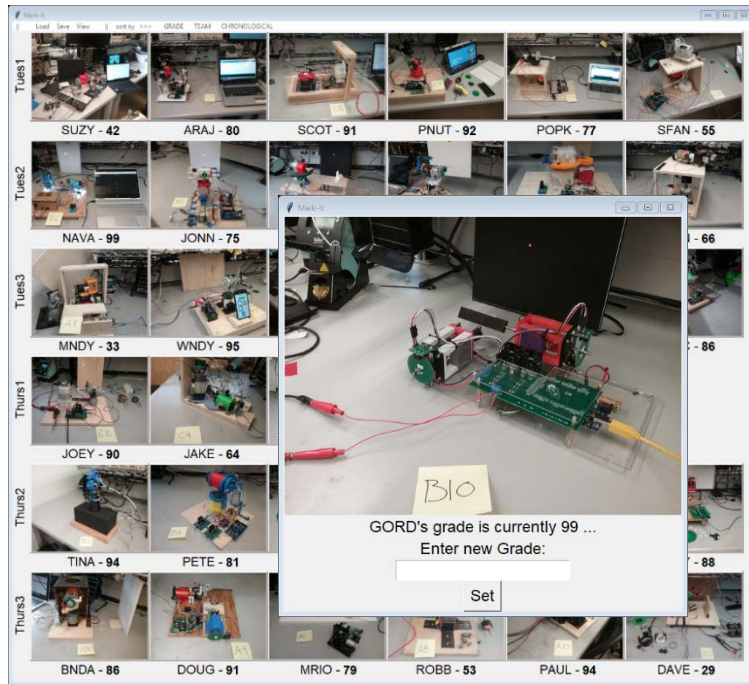 Mark-It
Load Save View || sort by >>> GRADE TEAM CHRONOLOGICAL
Tues1
SUZY - 42
ARAJ - 80
SCOT - 91
PNUT - 92
POPK - 77
SFAN - 55
Tues2
NAVA - 99
JONN - 75
- 66
Tues3
MNDY - 33
WNDY - 95
- 86
Thurs1
JOEY - 90
JAKE - 64
Thurs2
TINA - 94
PETE - 81
- 88
Thurs3
BNDA - 86
DOUG - 91
MRIO - 79
ROBB - 53
PAUL - 94
DAVE - 29
Mark-It
B10
GORD's grade is currently 99 ...
Enter new Grade:
Set